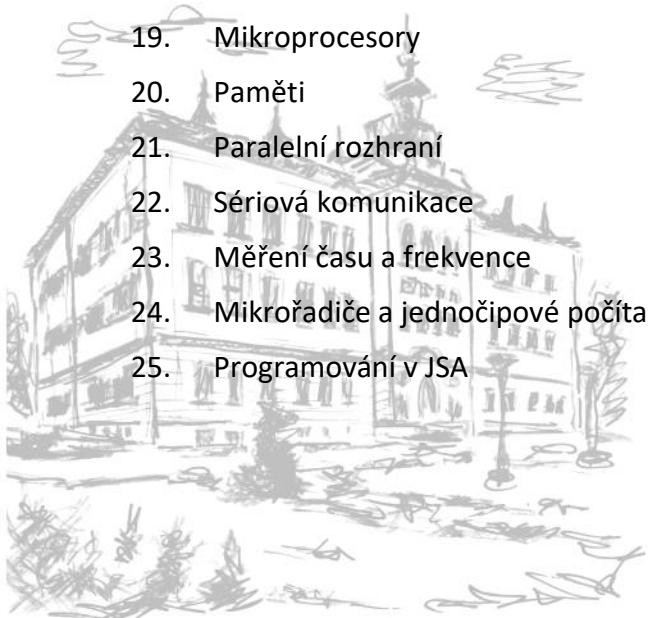 19. Mikroprocesory
20. Paměti
21. Paralelní rozhraní
22. Sériová komunikace
23. Měření času a frekvence
24. Mikrořadiče a jednočipové počíta
25. Programování v JSA